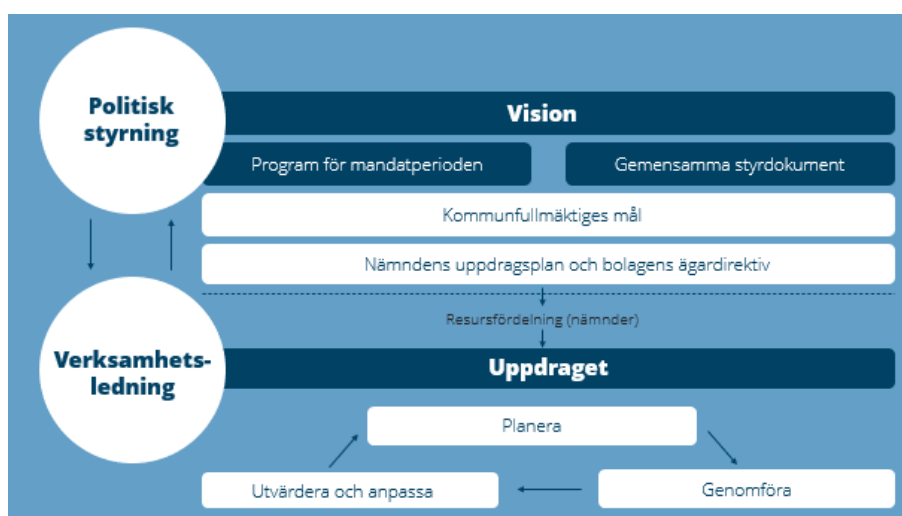 Politisk
styrning
Vision
Program för mandatperioden
Gemensamma styrdokument
Kommunfullmäktiges mål
Nämndens uppdragsplan och bolagens ägardirektiv
Resursfördelning (nämnder)
Verksamhets-
ledning
Uppdraget
Planera
Utvärdera och anpassa
Genomföra